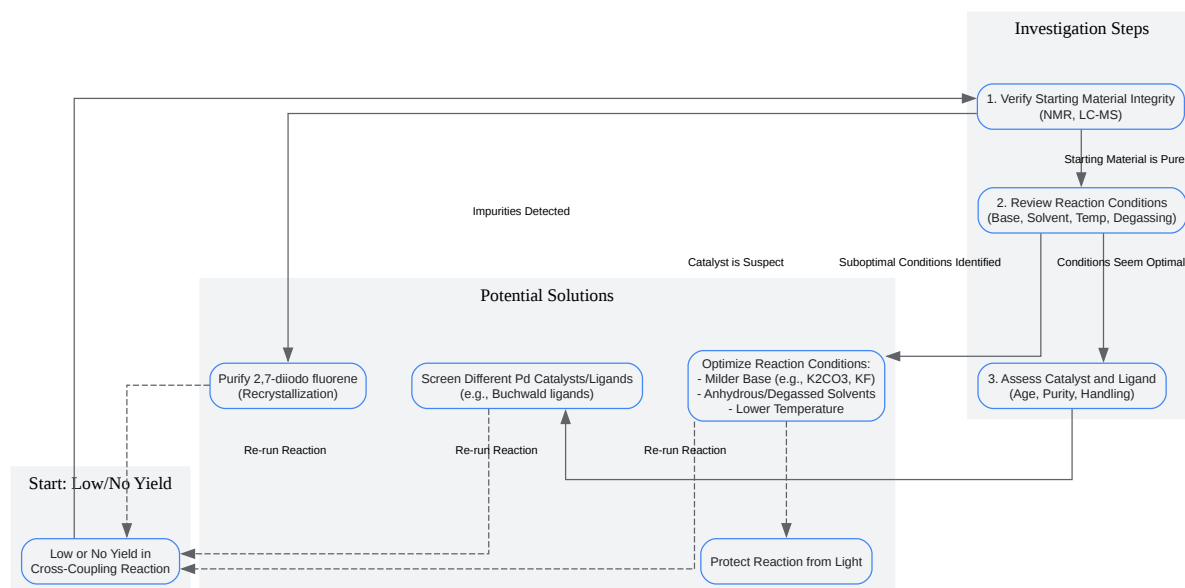 Investigation Steps
1. Verify Starting Material Integrity
(NMR, LC-MS)
Starting Material is Pure
2. Review Reaction Conditions
(Base, Solvent, Temp, Degassing)
Impurities Detected
Catalyst is Suspect
Suboptimal Conditions Identified
Conditions Seem Optimal
Potential Solutions
Purify 2,7-diiodo fluorene
(Recrystallization)
Screen Different Pd Catalysts/Ligands
(e.g., Buchwald ligands)
Optimize Reaction Conditions:
- Milder Base (e.g., K2CO3, KF)
- Anhydrous/Degassed Solvents
- Lower Temperature
3. Assess Catalyst and Ligand
(Age, Purity, Handling)
Re-run Reaction
Re-run Reaction
Re-run Reaction
Start: Low/No Yield
Low or No Yield in
Cross-Coupling Reaction
Protect Reaction from Light